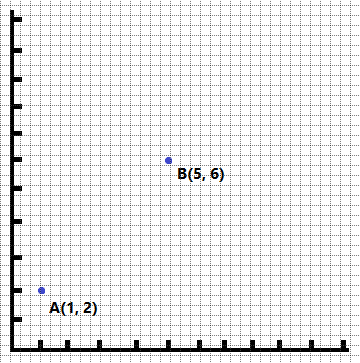 B(5, 6)
A(1, 2)